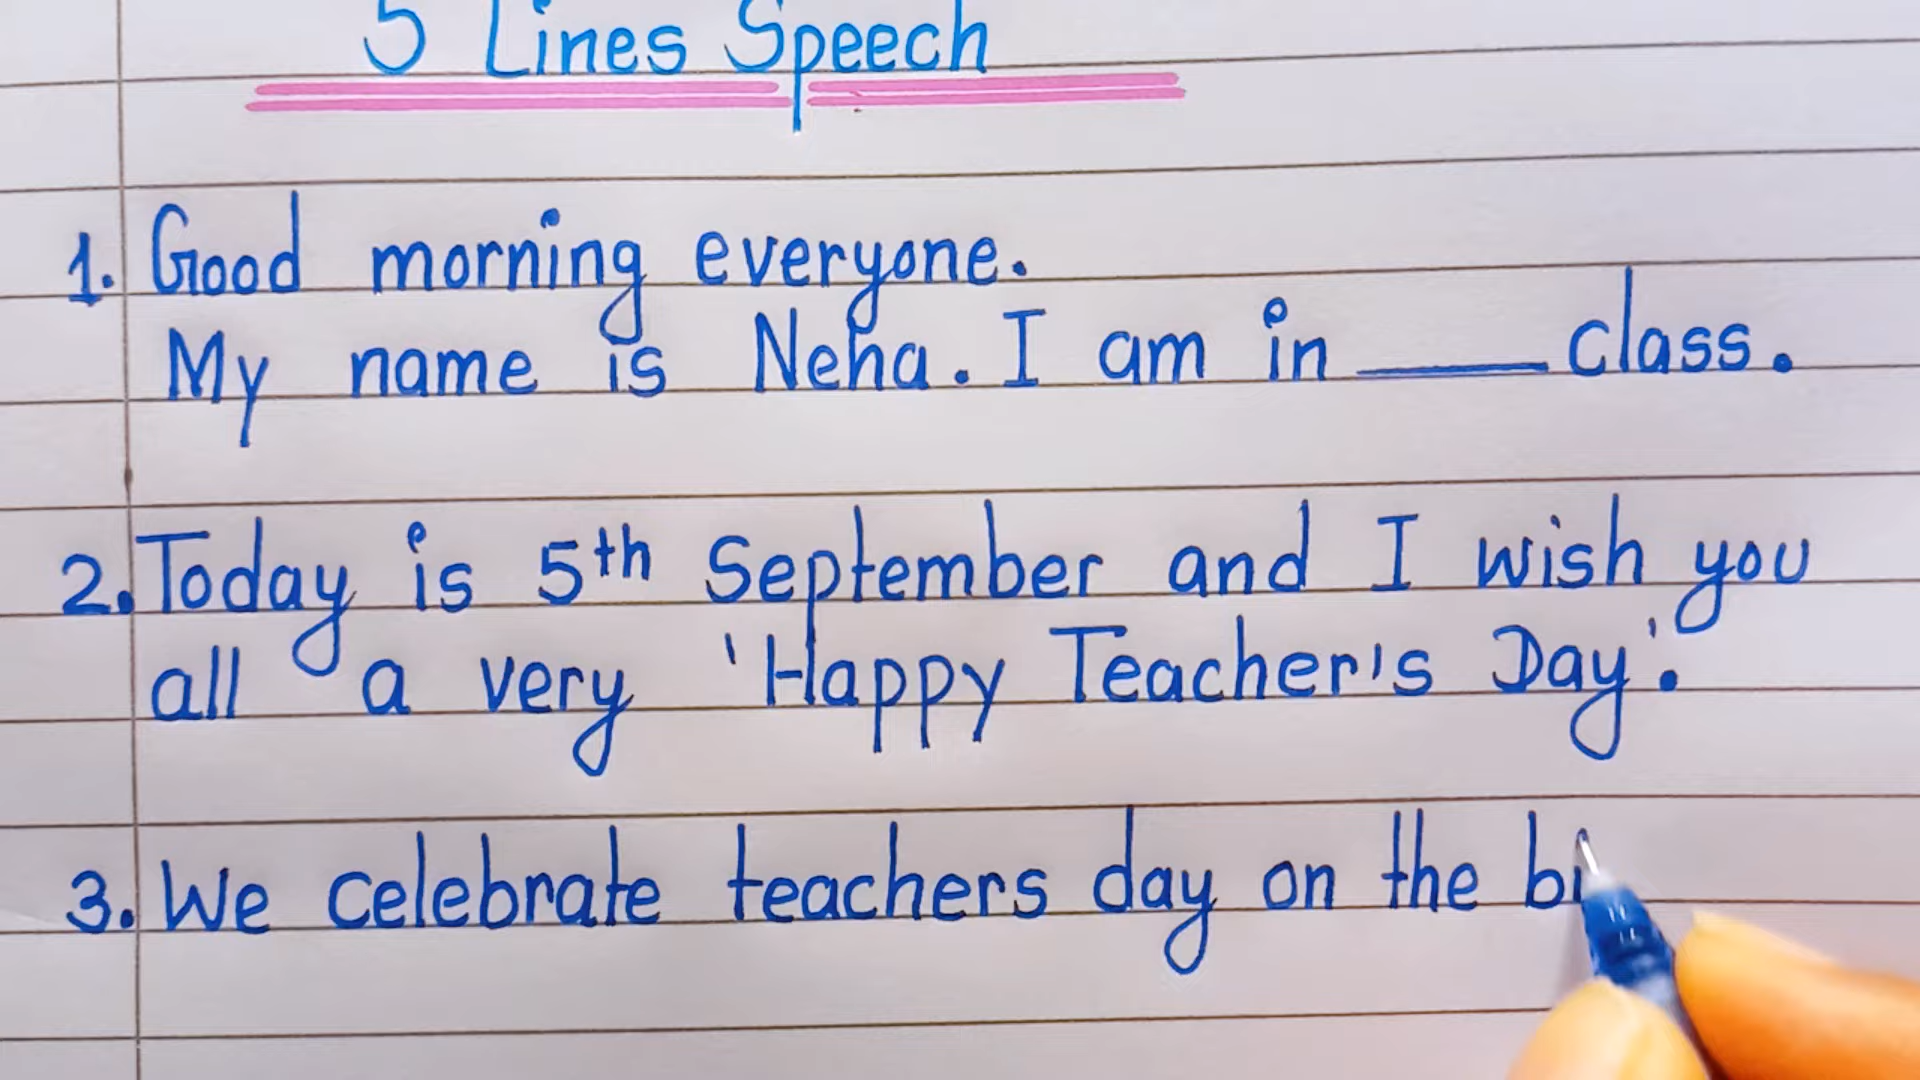 5 Lines Speech
1. Good morning everyone.
My name is Neha. I am in ____ class.
2. Today is 5th September and I wish you
all a very 'Happy Teacher's Day'.
3. We celebrate teachers day on the